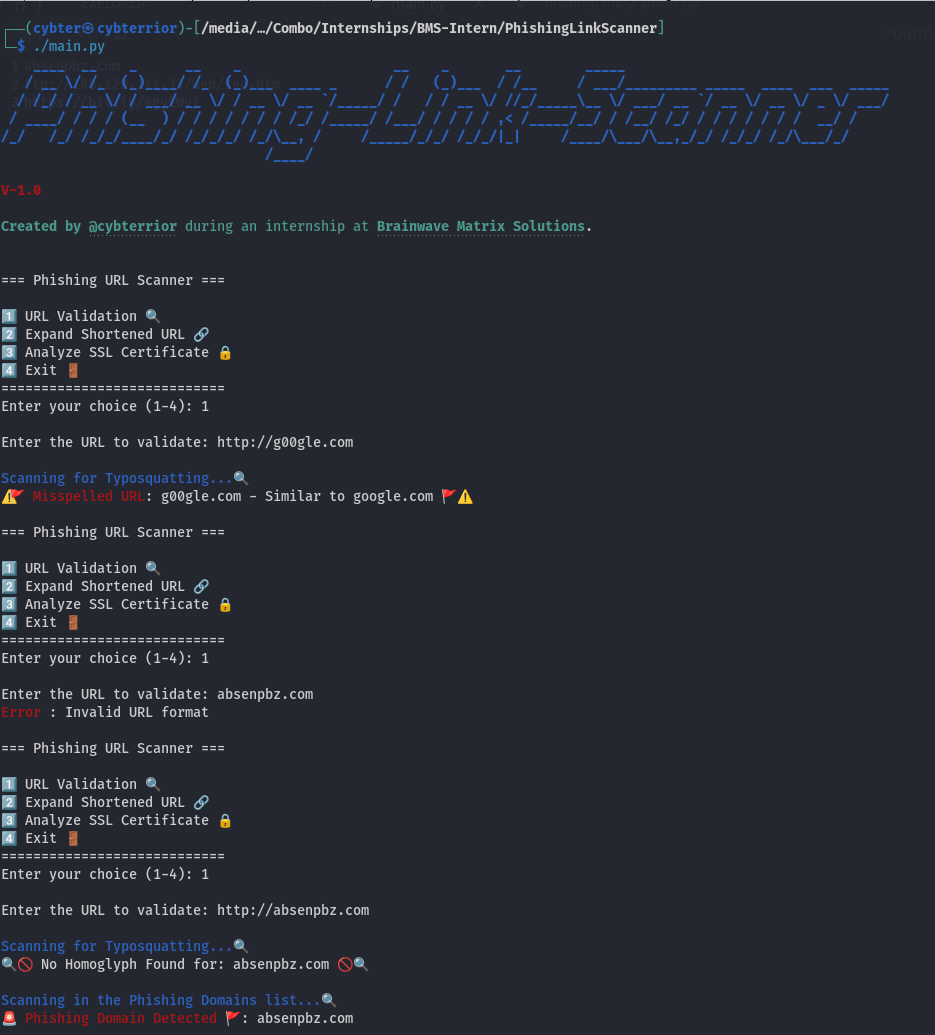 ┌──(cybter㉿cybterrior)-[/media/…/Combo/Internships/BMS-Intern/PhishingLinkScanner]
└─$ ./main.py
Phishing-Link-Scanner
V-1.0
Created by @cybterrior during an internship at Brainwave Matrix Solutions.
=== Phishing URL Scanner ===
1️⃣ URL Validation 🔍
2️⃣ Expand Shortened URL 🔗
3️⃣ Analyze SSL Certificate 🔒
4️⃣ Exit 🚪
============================
Enter your choice (1-4): 1
Enter the URL to validate: http://g00gle.com
Scanning for Typosquatting...🔍
⚠️🚩 Misspelled URL: g00gle.com - Similar to google.com 🚩⚠️
=== Phishing URL Scanner ===
1️⃣ URL Validation 🔍
2️⃣ Expand Shortened URL 🔗
3️⃣ Analyze SSL Certificate 🔒
4️⃣ Exit 🚪
============================
Enter your choice (1-4): 1
Enter the URL to validate: absenpbz.com
Error : Invalid URL format
=== Phishing URL Scanner ===
1️⃣ URL Validation 🔍
2️⃣ Expand Shortened URL 🔗
3️⃣ Analyze SSL Certificate 🔒
4️⃣ Exit 🚪
============================
Enter your choice (1-4): 1
Enter the URL to validate: http://absenpbz.com
Scanning for Typosquatting...🔍
🔍🚫 No Homoglyph Found for: absenpbz.com 🚫🔍
Scanning in the Phishing Domains list...🔍
🚨 Phishing Domain Detected 🚩: absenpbz.com